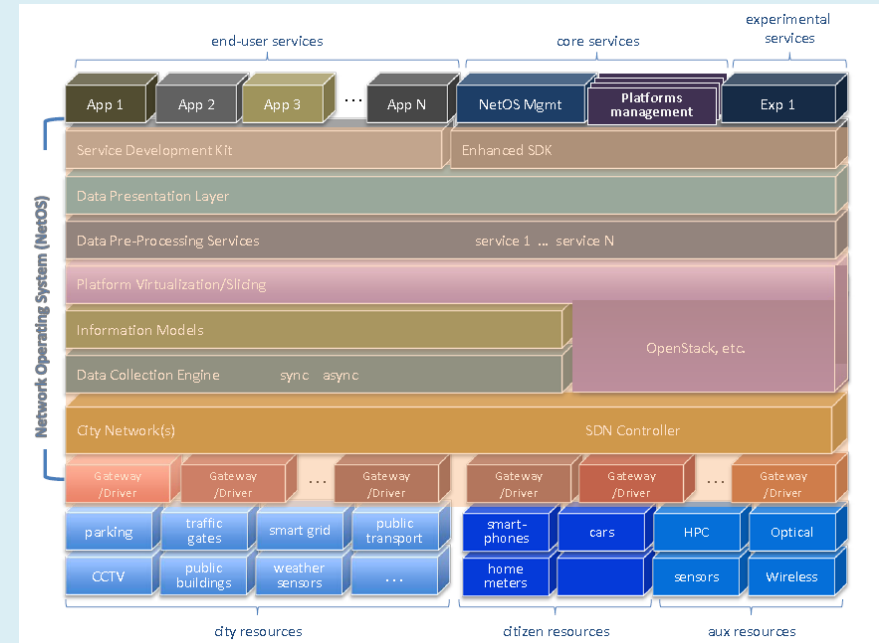 end-user services
core services
experimental
services
App 1
App 2
App 3
...
App N
NetOS Mgmt
Platforms
management
Exp 1
Network Operating System (NetOS)
Service Development Kit
Enhanced SDK
Data Presentation Layer
Data Pre-Processing Services
service 1 ... service N
Platform Virtualization/Slicing
Information Models
OpenStack, etc.
Data Collection Engine
sync async
City Network(s)
SDN Controller
Gateway
/Driver
Gateway
/Driver
...
Gateway
/Driver
Gateway
/Driver
Gateway
/Driver
...
Gateway
/Driver
parking
traffic
gates
smart grid
public
transport
smart-
phones
cars
HPC
Optical
CCTV
public
buildings
weather
sensors
...
home
meters
sensors
Wireless
city resources
citizen resources
aux resources